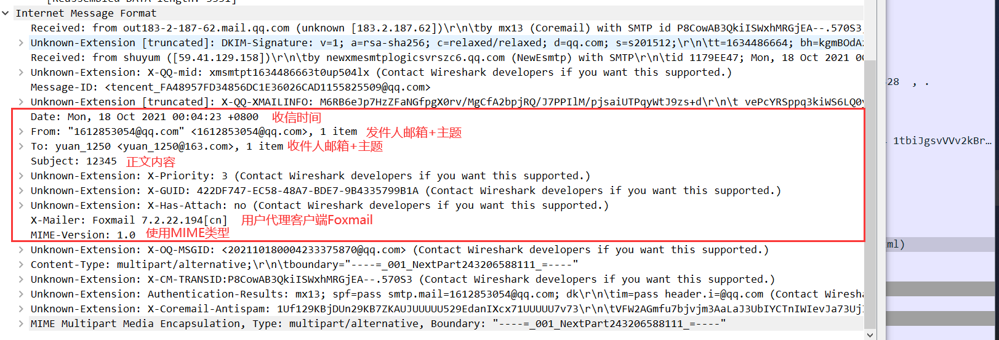 [Reassembled DATA length: 5551]
Internet Message Format
Received: from out183-2-187-62.mail.qq.com (unknown [183.2.187.62])\r\n\tby mx13 (Coremail) with SMTP id P8CowAB3QkiISWxhMRGjEA--.570S3
Unknown-Extension [truncated]: DKIM-Signature: v=1; a=rsa-sha256; c=relaxed/relaxed; d=qq.com; s=s201512;\r\n\tt=1634486664; bh=kgmBOdAz
Received: from shuyum ([59.41.129.158])\r\n\tby newxmesmtplogicsvrszc6.qq.com (NewEsmtp) with SMTP\r\n\tid 1179EE47; Mon, 18 Oct 2021 00
Unknown-Extension: X-QQ-mid: xmsmtpt1634486663t0up504lx (Contact Wireshark developers if you want this supported.)
Message-ID: <tencent_FA48957FD34856DC1E36026CAD1155825509@qq.com>
Unknown-Extension [truncated]: X-QQ-XMAILINFO: M6RB6eJp7HzZFaNGfpgX0rv/MgCfA2bpjRQ/J7PPIlM/pjsaiUTPqyWtJ9zs+d\r\n\t vePcYRSppq3kiWS6LQ0y
Date: Mon, 18 Oct 2021 00:04:23 +0800 收信时间
From: "1612853054@qq.com" <1612853054@qq.com>, 1 item 发件人邮箱+主题
To: yuan_1250 <yuan_1250@163.com>, 1 item 收件人邮箱+主题
Subject: 12345 正文内容
Unknown-Extension: X-Priority: 3 (Contact Wireshark developers if you want this supported.)
Unknown-Extension: X-GUID: 422DF747-EC58-48A7-BDE7-9B4335799B1A (Contact Wireshark developers if you want this supported.)
Unknown-Extension: X-Has-Attach: no (Contact Wireshark developers if you want this supported.)
X-Mailer: Foxmail 7.2.22.194[cn] 用户代理客户端Foxmail
MIME-Version: 1.0 使用MIME类型
Unknown-Extension: X-OQ-MSGID: <202110180004233375870@qq.com> (Contact Wireshark developers if you want this supported.)
Content-Type: multipart/alternative;\r\n\tboundary="----=_001_NextPart243206588111_=----"
Unknown-Extension: X-CM-TRANSID:P8CowAB3QkiISWxhMRGjEA--.570S3 (Contact Wireshark developers if you want this supported.)
Unknown-Extension: Authentication-Results: mx13; spf=pass smtp.mail=1612853054@qq.com; dk\r\n\tim=pass header.i=@qq.com (Contact Wiresha
Unknown-Extension: X-Coremail-Antispam: 1Uf129KBjDUn29KB7ZKAUJUUUUU529EdanIXcx71UUUUU7v73\r\n\tVFW2AGmfu7bjvjm3AaLaJ3UbIYCTnIWIevJa73Uj
MIME Multipart Media Encapsulation, Type: multipart/alternative, Boundary: "----=_001_NextPart243206588111_=----"
28 , .
1tbiJgsvVVv2kBr…
ml)